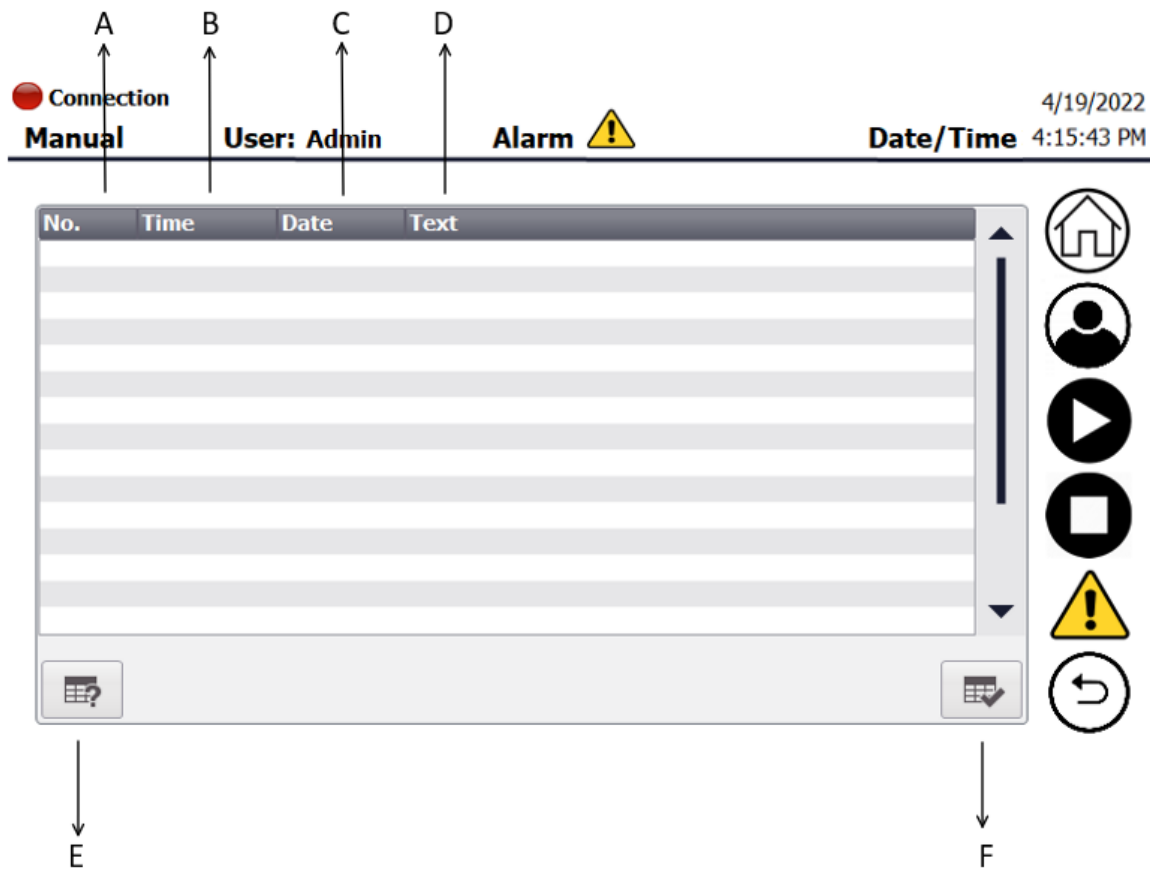 A B C D
Connection 4/19/2022
Manual User: Admin Alarm Date/Time 4:15:43 PM
No. Time Date Text
E F